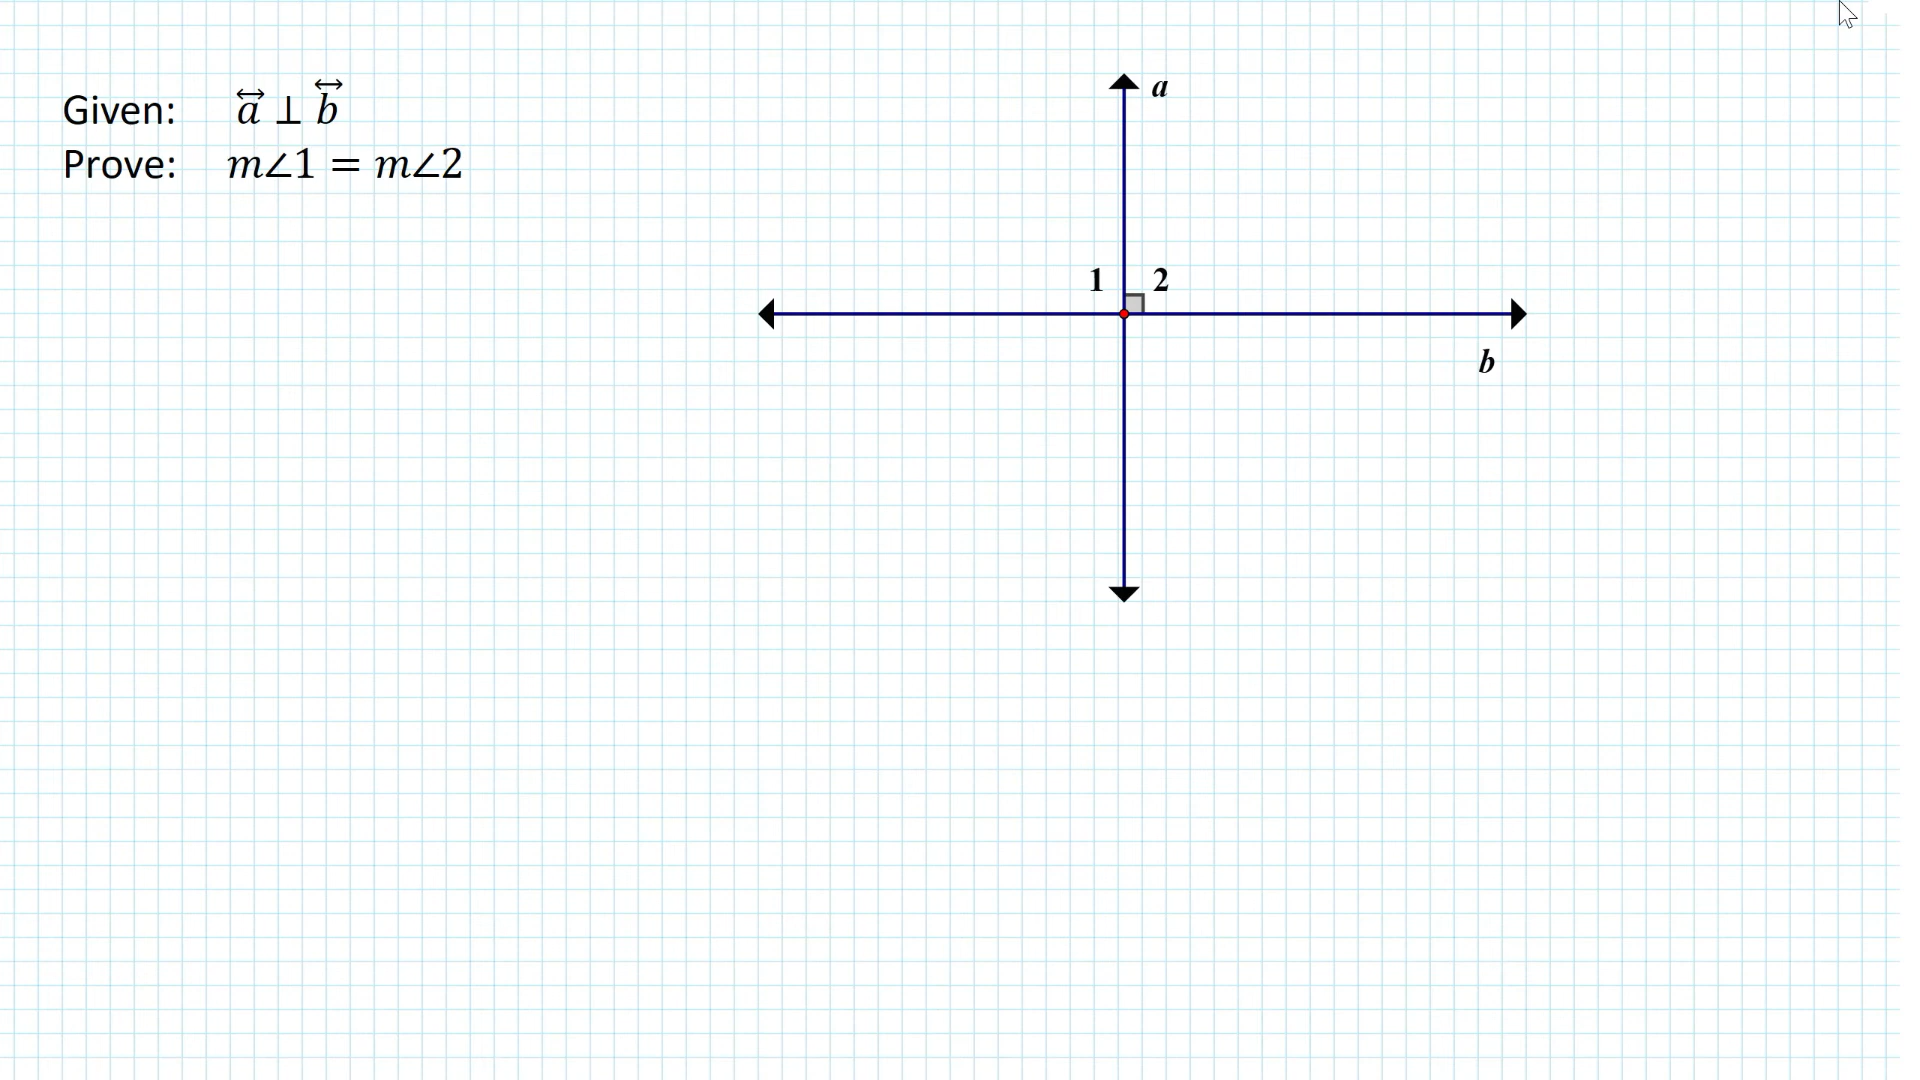 Given: a⃡ ⊥ b⃡
Prove: m∠1 = m∠2
a
1 2
b